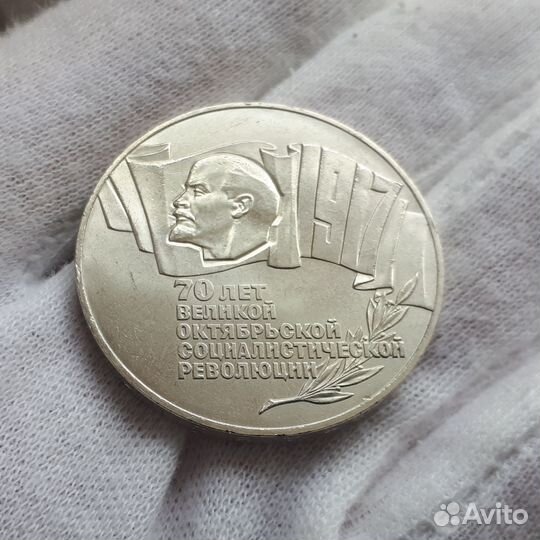 1917
70 ЛЕТ
ВЕЛИКОЙ
ОКТЯБРЬСКОЙ
СОЦИАЛИСТИЧЕСКОЙ
РЕВОЛЮЦИИ
Avito